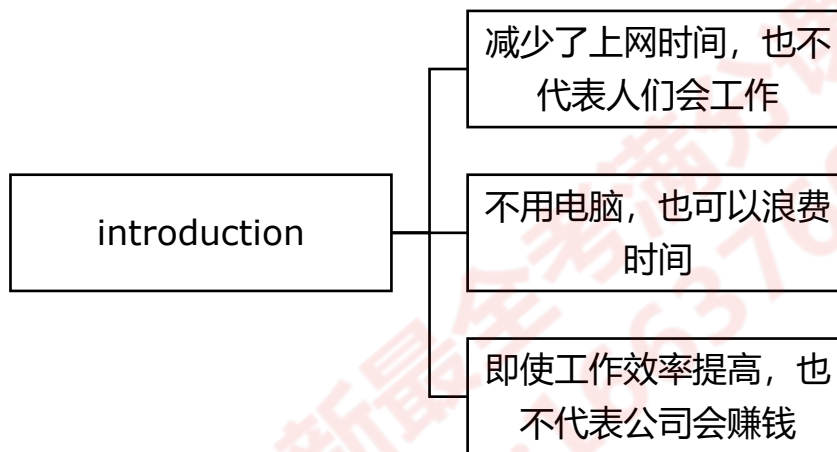 减少了上网时间，也不
代表人们会工作
introduction
不用电脑，也可以浪费
时间
即使工作效率提高，也
不代表公司会赚钱